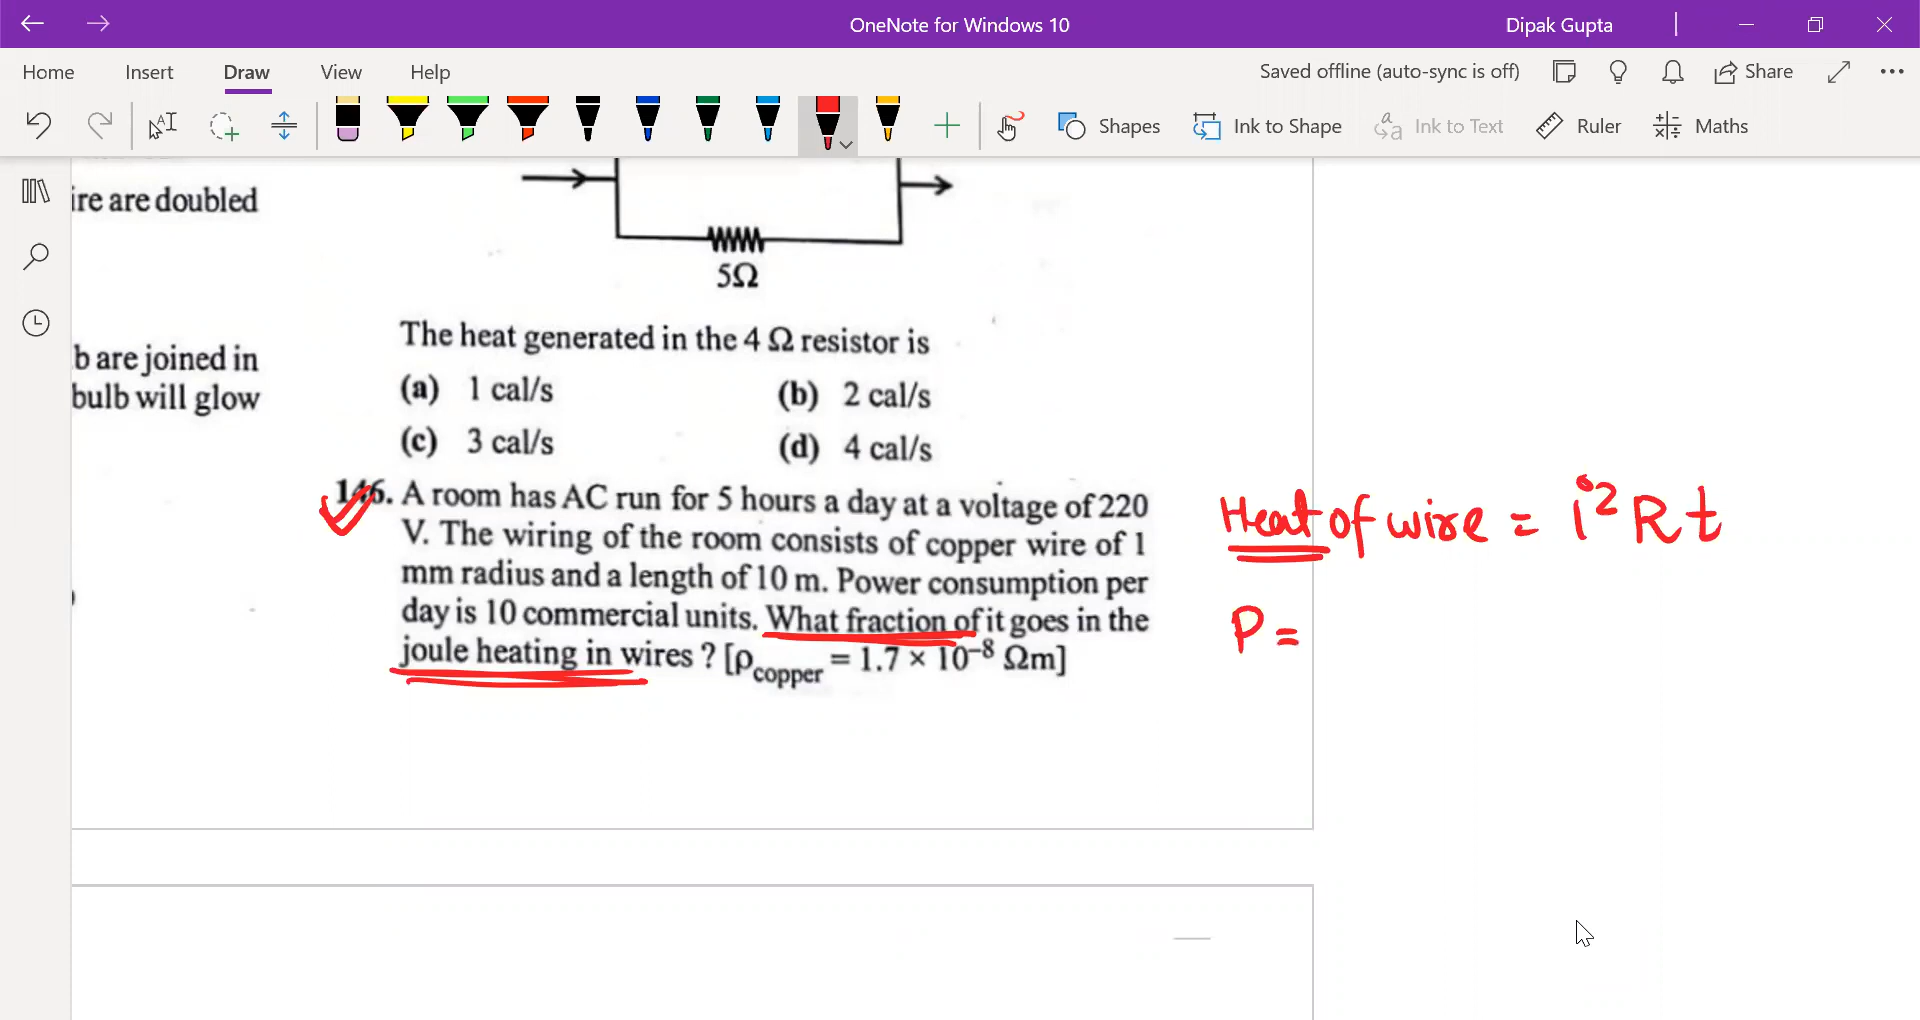 OneNote for Windows 10
Dipak Gupta
Home Insert Draw View Help
Saved offline (auto-sync is off) Share
Shapes Ink to Shape Ink to Text Ruler Maths
ire are doubled
b are joined in
bulb will glow
5Ω
The heat generated in the 4 Ω resistor is
(a) 1 cal/s (b) 2 cal/s
(c) 3 cal/s (d) 4 cal/s
146. A room has AC run for 5 hours a day at a voltage of 220
V. The wiring of the room consists of copper wire of 1
mm radius and a length of 10 m. Power consumption per
day is 10 commercial units. What fraction of it goes in the
joule heating in wires ? [ρcopper = 1.7 × 10⁻⁸ Ωm]
Heat of wire = i² R t
P =